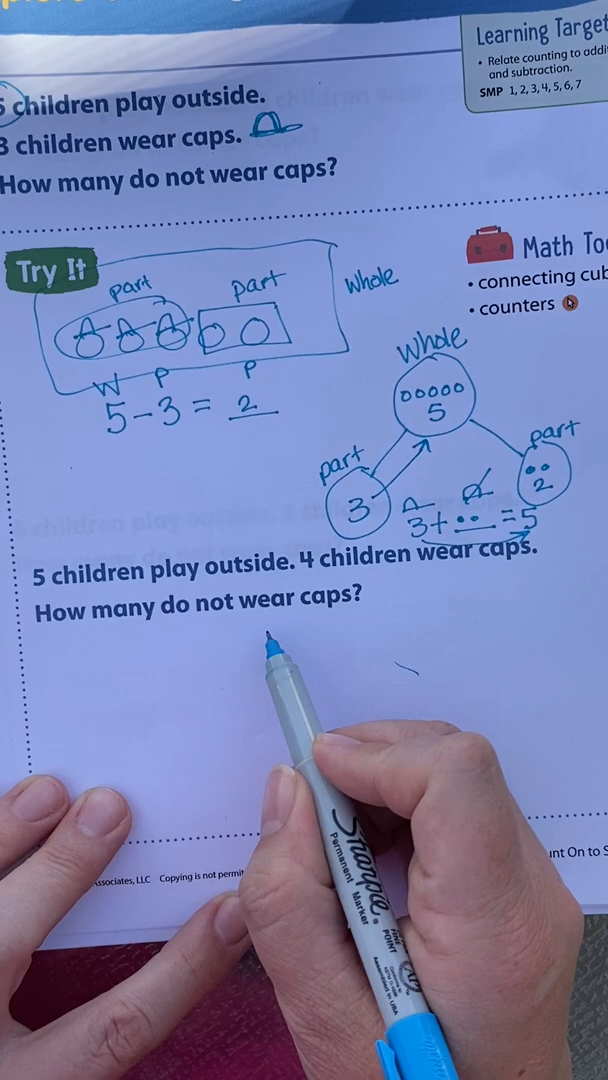 Learning Target
• Relate counting to addi
and subtraction.
SMP 1, 2, 3, 4, 5, 6, 7
5 children play outside.
3 children wear caps.
How many do not wear caps?
Try It
part part whole
W P P
5 - 3 = 2
Math Too
• connecting cub
• counters
Whole
5
part
3
part
2
3 + = 5
5 children play outside. 4 children wear caps.
How many do not wear caps?
ssociates, LLC Copying is not permit
unt On to S
Sharpie.
Permanent Marker
FINE
POINT